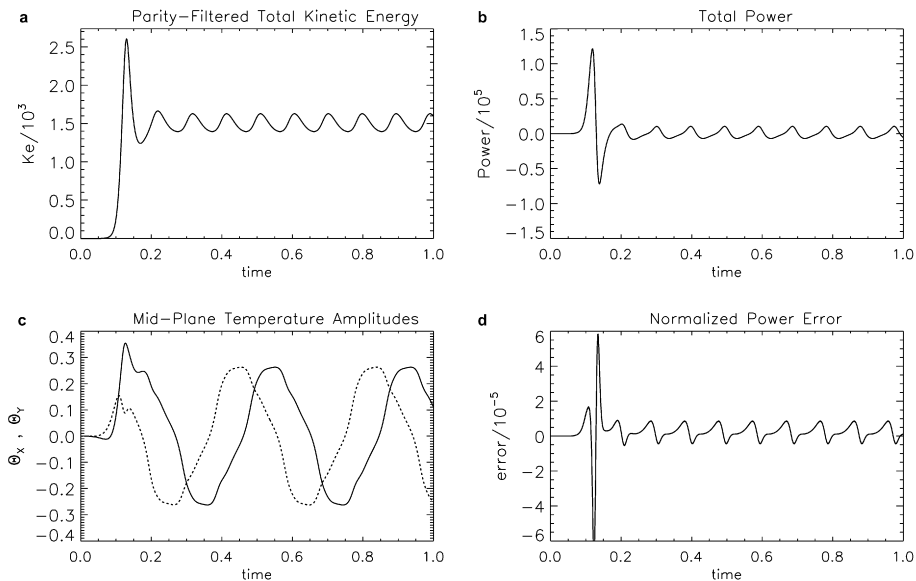 a Parity-Filtered Total Kinetic Energy
Ke/10³
2.5
2.0
1.5
1.0
0.5
0.0
0.0 0.2 0.4 0.6 0.8 1.0
time
b Total Power
Power/10⁵
1.5
1.0
0.5
0.0
-0.5
-1.0
-1.5
0.0 0.2 0.4 0.6 0.8 1.0
time
c Mid-Plane Temperature Amplitudes
Θ_X , Θ_Y
0.4
0.3
0.2
0.1
0.0
-0.1
-0.2
-0.3
-0.4
0.0 0.2 0.4 0.6 0.8 1.0
time
d Normalized Power Error
error/10⁻⁵
6
4
2
0
-2
-4
-6
0.0 0.2 0.4 0.6 0.8 1.0
time